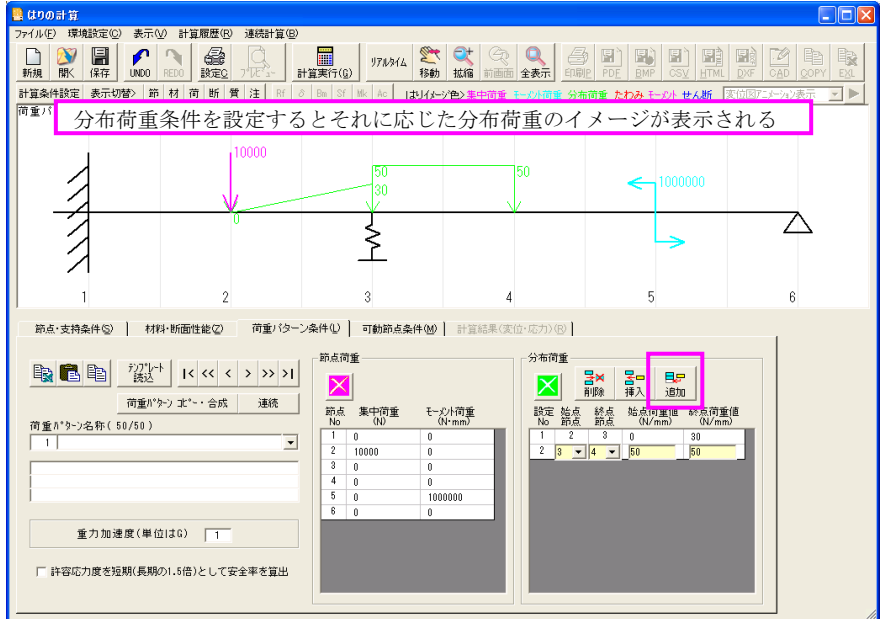 はりの計算
ファイル(F) 環境設定(C) 表示(V) 計算履歴(R) 連続計算(B)
新規 開く 保存 UNDO REDO 設定C ﾌﾟﾚﾋﾞｭｰ 計算実行(G) ﾘｱﾙﾀｲﾑ 移動 拡縮 前画面 全表示 印刷P PDF BMP CSV HTML DXF CAD COPY EXL
計算条件設定 表示切替> 節 材 荷 断 質 注 Rf ∂ Bm Sf Mk Ac はりｲﾒｰｼﾞ色> 集中荷重 ﾓｰﾒﾝﾄ荷重 分布荷重 たわみ ﾓｰﾒﾝﾄ せん断 変位図ｱﾆﾒｰｼｮﾝ表示
荷重パ
分布荷重条件を設定するとそれに応じた分布荷重のイメージが表示される
10000
50 50
30
1000000
0
1 2 3 4 5 6
節点・支持条件(S) 材料・断面性能(Z) 荷重パターン条件(L) 可動節点条件(M) 計算結果(変位・応力)(R)
ﾃﾝﾌﾟﾚｰﾄ
読込
|< << < > >> >|
荷重ﾊﾟﾀｰﾝ ｺﾋﾟｰ・合成 連続
荷重ﾊﾟﾀｰﾝ名称( 50/50 )
1
重力加速度(単位はG) 1
許容応力度を短期(長期の1.5倍)として安全率を算出
節点荷重
節点 集中荷重 ﾓｰﾒﾝﾄ荷重
No (N) (N・mm)
1 0 0
2 10000 0
3 0 0
4 0 0
5 0 1000000
6 0 0
分布荷重
削除 挿入 追加
設定 始点 終点 始点荷重値 終点荷重値
No 節点 節点 (N/mm) (N/mm)
1 2 3 0 30
2 3 4 50 50